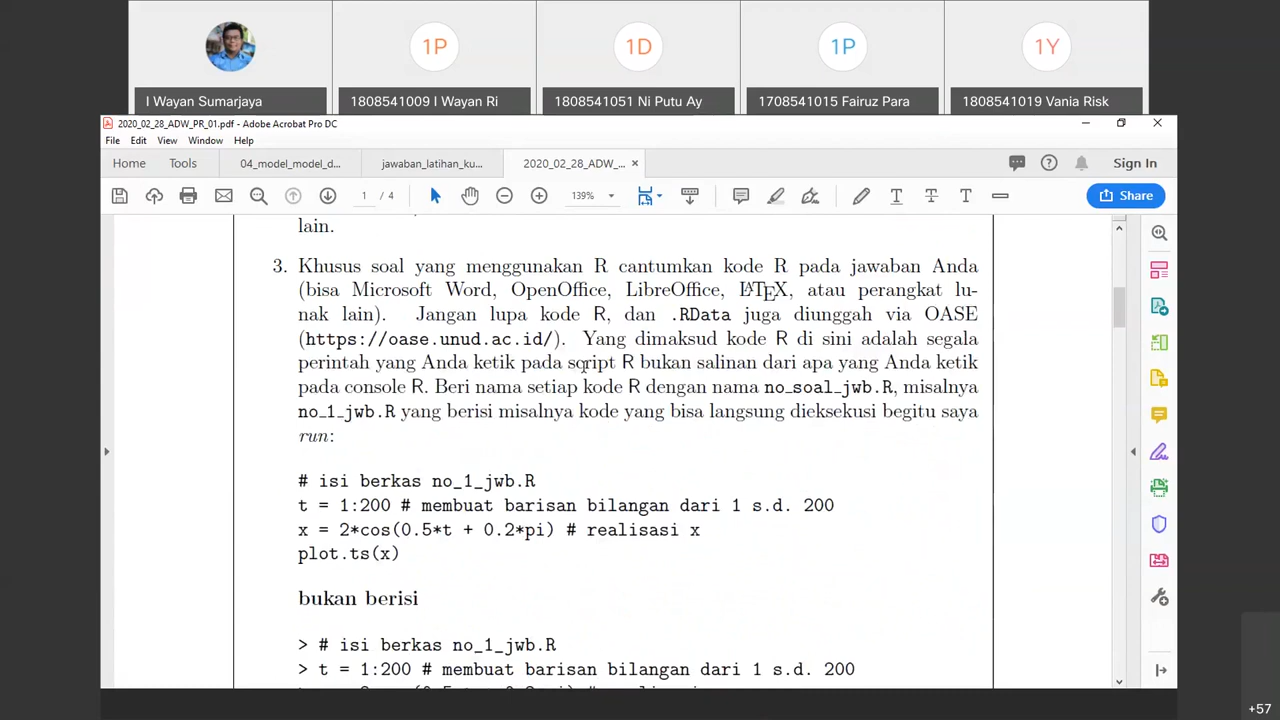 1P
1D
1P
1Y
I Wayan Sumarjaya
1808541009 I Wayan Ri
1808541051 Ni Putu Ay
1708541015 Fairuz Para
1808541019 Vania Risk
2020_02_28_ADW_PR_01.pdf - Adobe Acrobat Pro DC
File Edit View Window Help
Home Tools 04_model_model_d... jawaban_latihan_ku... 2020_02_28_ADW_... × Sign In
1 / 4 139% Share
lain.
3. Khusus soal yang menggunakan R cantumkan kode R pada jawaban Anda
(bisa Microsoft Word, OpenOffice, LibreOffice, LATEX, atau perangkat lu-
nak lain). Jangan lupa kode R, dan .RData juga diunggah via OASE
(https://oase.unud.ac.id/). Yang dimaksud kode R di sini adalah segala
perintah yang Anda ketik pada script R bukan salinan dari apa yang Anda ketik
pada console R. Beri nama setiap kode R dengan nama no_soal_jwb.R, misalnya
no_1_jwb.R yang berisi misalnya kode yang bisa langsung dieksekusi begitu saya
run:
# isi berkas no_1_jwb.R
t = 1:200 # membuat barisan bilangan dari 1 s.d. 200
x = 2*cos(0.5*t + 0.2*pi) # realisasi x
plot.ts(x)
bukan berisi
> # isi berkas no_1_jwb.R
> t = 1:200 # membuat barisan bilangan dari 1 s.d. 200
+57